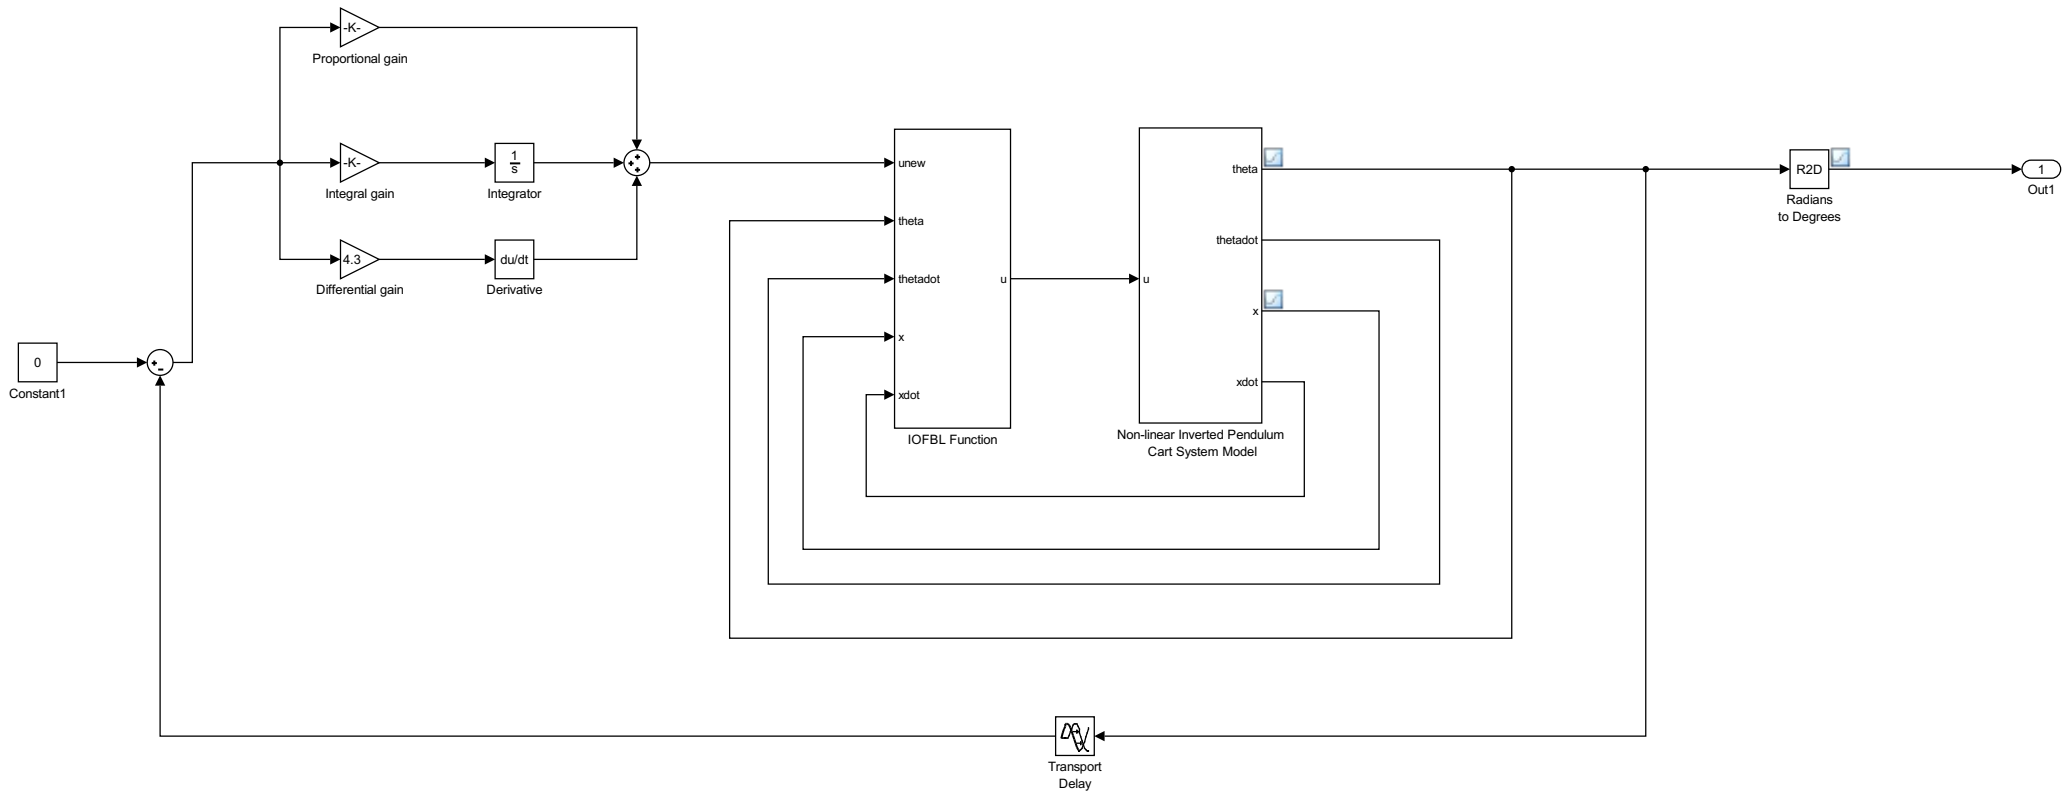 -K-
Proportional gain
-K-
Integral gain
1
s
Integrator
4.3
Differential gain
du/dt
Derivative
0
Constant1
unew
theta
thetadot
x
xdot
u
IOFBL Function
u
theta
thetadot
x
xdot
Non-linear Inverted Pendulum
Cart System Model
R2D
Radians
to Degrees
1
Out1
Transport
Delay